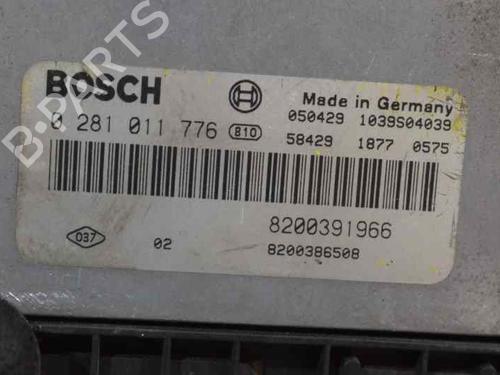 B-PARTS
BOSCH
Made in Germany
0 281 011 776 B10
050429 1039S04039
58429 1877 0575
8200391966
037
02
8200386508